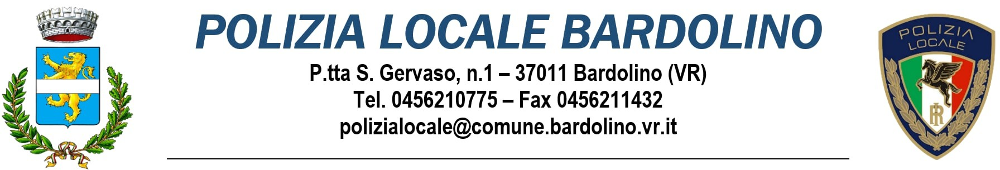 POLIZIA LOCALE BARDOLINO
P.tta S. Gervaso, n.1 – 37011 Bardolino (VR)
Tel. 0456210775 – Fax 0456211432
polizialocale@comune.bardolino.vr.it
POLIZIA
LOCALE
RI